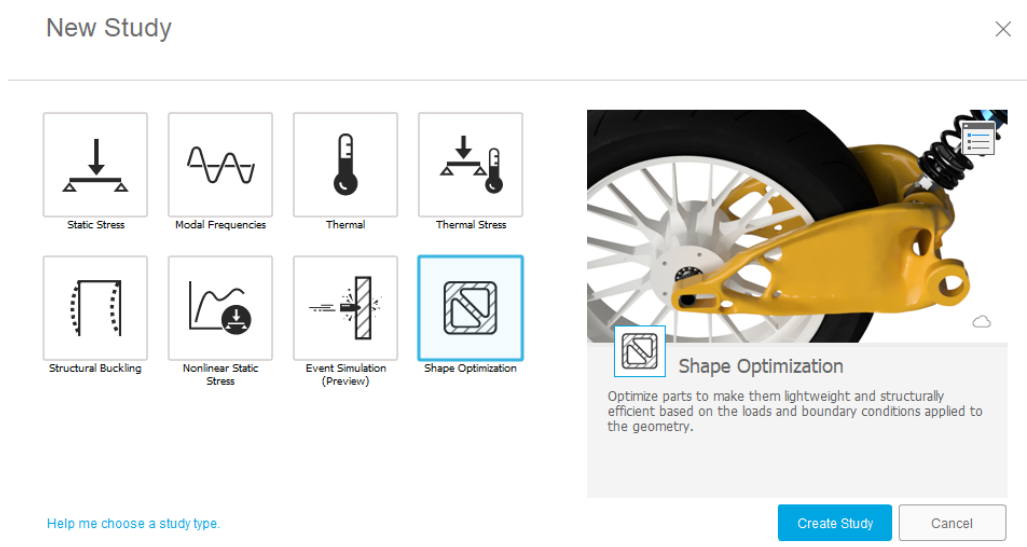 New Study
Static Stress
Modal Frequencies
Thermal
Thermal Stress
Structural Buckling
Nonlinear Static
Stress
Event Simulation
(Preview)
Shape Optimization
Shape Optimization
Optimize parts to make them lightweight and structurally
efficient based on the loads and boundary conditions applied to
the geometry.
Help me choose a study type.
Create Study
Cancel